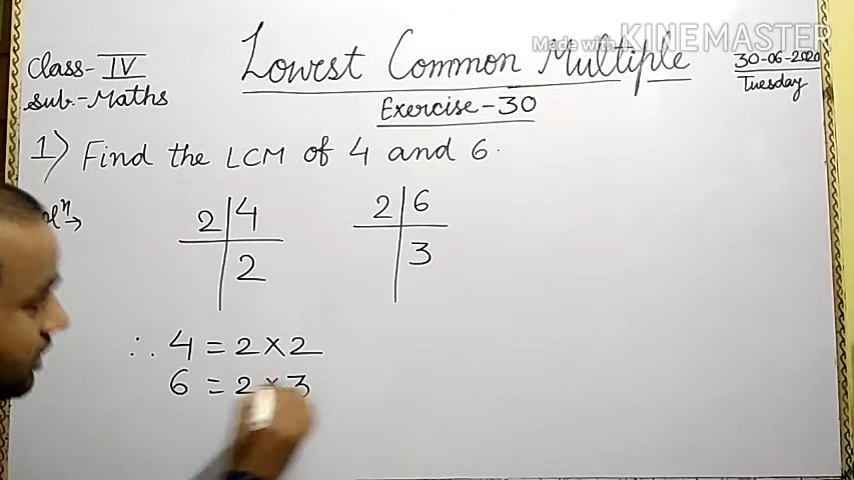 Made with KINEMASTER
Class-IV
Lowest Common Multiple
30-06-2020
Sub.-Maths
Exercise-30
Tuesday
1) Find the LCM of 4 and 6.
2 | 4
2
2 | 6
3
∴ 4 = 2 × 2
6 = 2 × 3